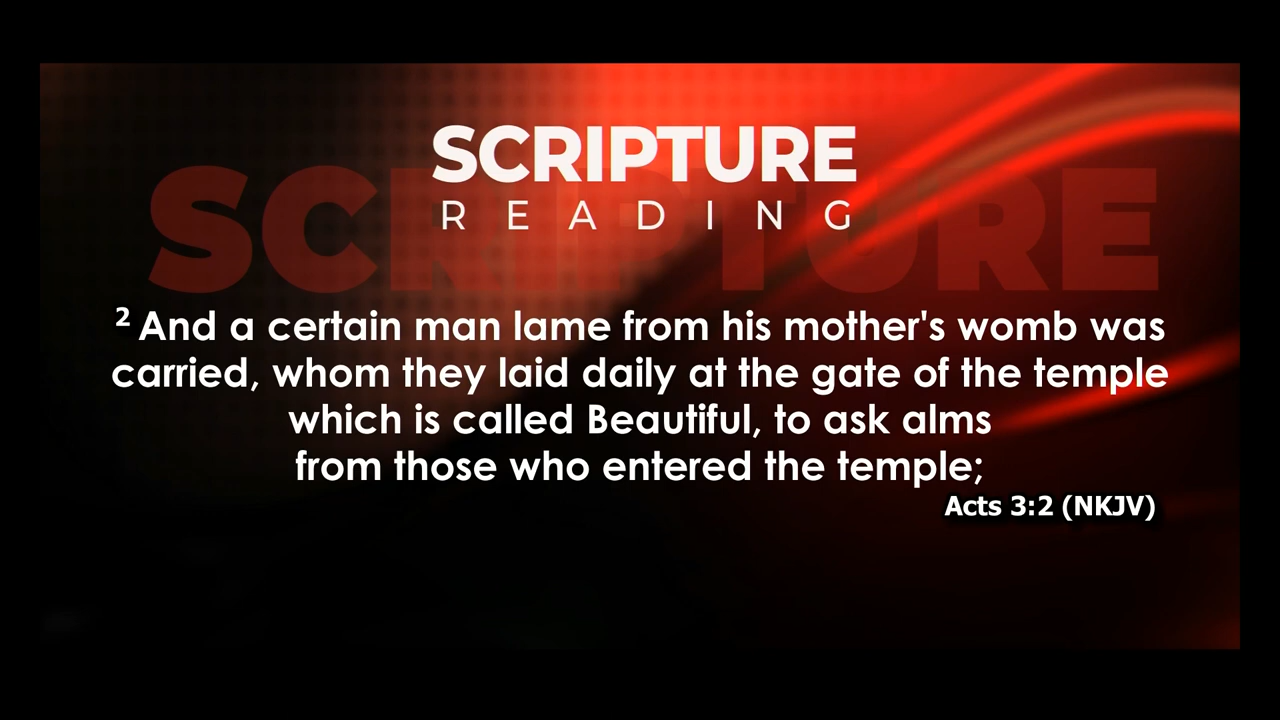 SCRIPTURE
READING
SCRIPTURE
2 And a certain man lame from his mother's womb was
carried, whom they laid daily at the gate of the temple
which is called Beautiful, to ask alms
from those who entered the temple;
Acts 3:2 (NKJV)